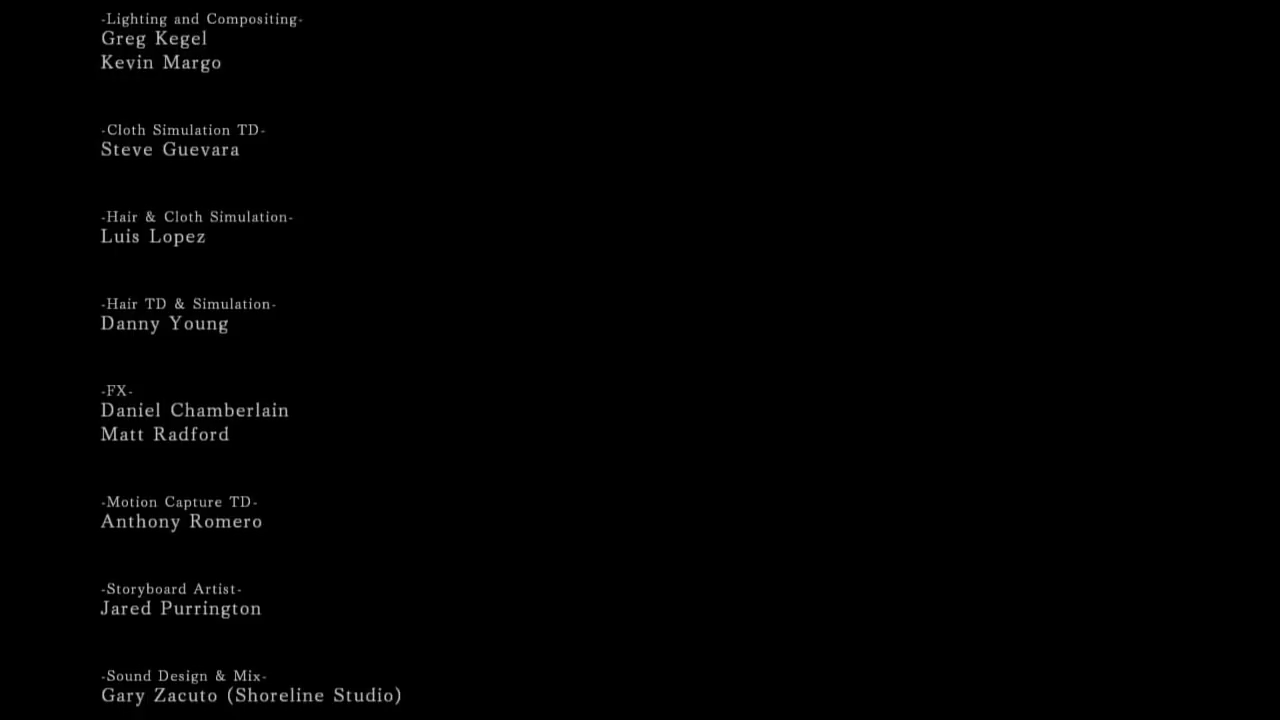 -Lighting and Compositing-
Greg Kegel
Kevin Margo
-Cloth Simulation TD-
Steve Guevara
-Hair & Cloth Simulation-
Luis Lopez
-Hair TD & Simulation-
Danny Young
-FX-
Daniel Chamberlain
Matt Radford
-Motion Capture TD-
Anthony Romero
-Storyboard Artist-
Jared Purrington
-Sound Design & Mix-
Gary Zacuto (Shoreline Studio)